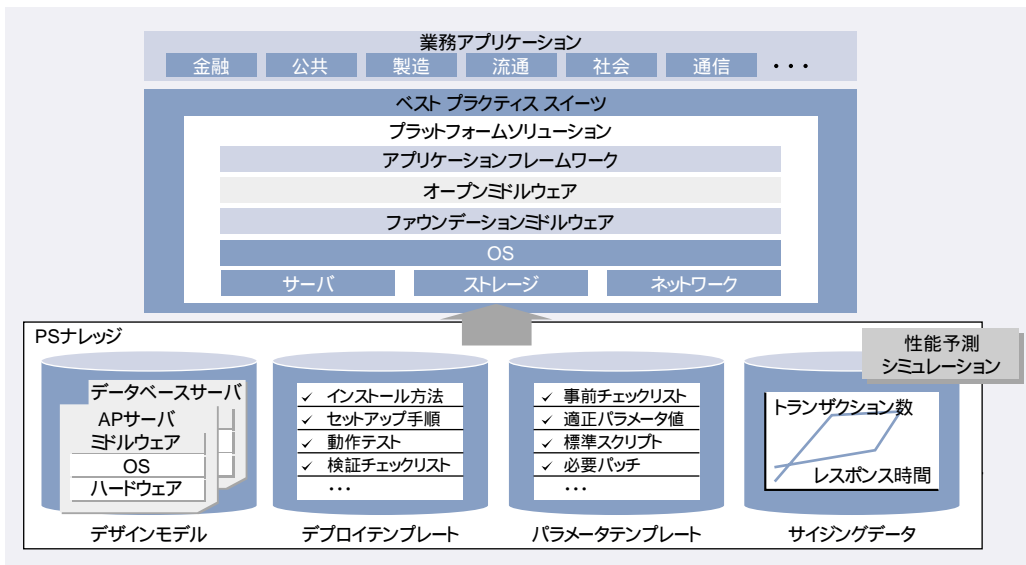 業務アプリケーション
金融 公共 製造 流通 社会 通信 ・・・
ベスト プラクティス スイーツ
プラットフォームソリューション
アプリケーションフレームワーク
オープンミドルウェア
ファウンデーションミドルウェア
OS
サーバ ストレージ ネットワーク
PSナレッジ
性能予測
シミュレーション
データベースサーバ
APサーバ
ミドルウェア
OS
ハードウェア
デザインモデル
✓ インストール方法
✓ セットアップ手順
✓ 動作テスト
✓ 検証チェックリスト
・・・
デプロイテンプレート
✓ 事前チェックリスト
✓ 適正パラメータ値
✓ 標準スクリプト
✓ 必要パッチ
・・・
パラメータテンプレート
トランザクション数
レスポンス時間
サイジングデータ